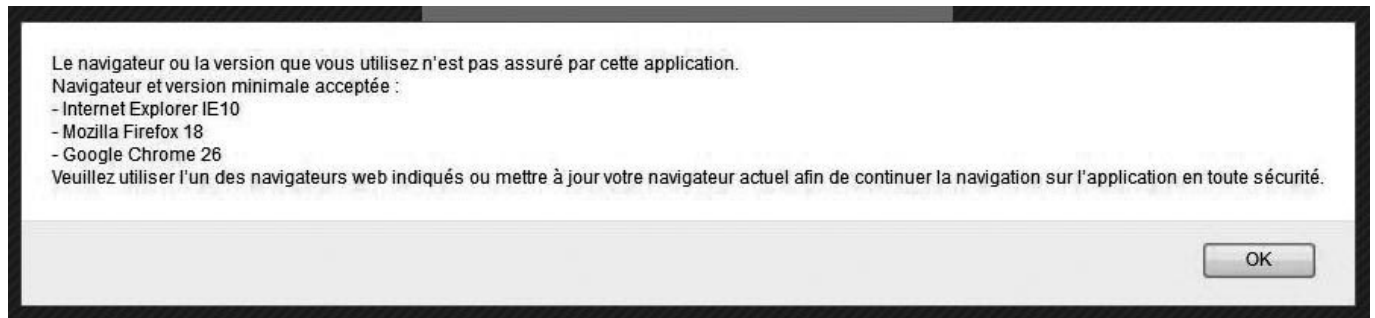 Le navigateur ou la version que vous utilisez n'est pas assuré par cette application.
Navigateur et version minimale acceptée :
- Internet Explorer IE10
- Mozilla Firefox 18
- Google Chrome 26
Veuillez utiliser l'un des navigateurs web indiqués ou mettre à jour votre navigateur actuel afin de continuer la navigation sur l'application en toute sécurité.
OK